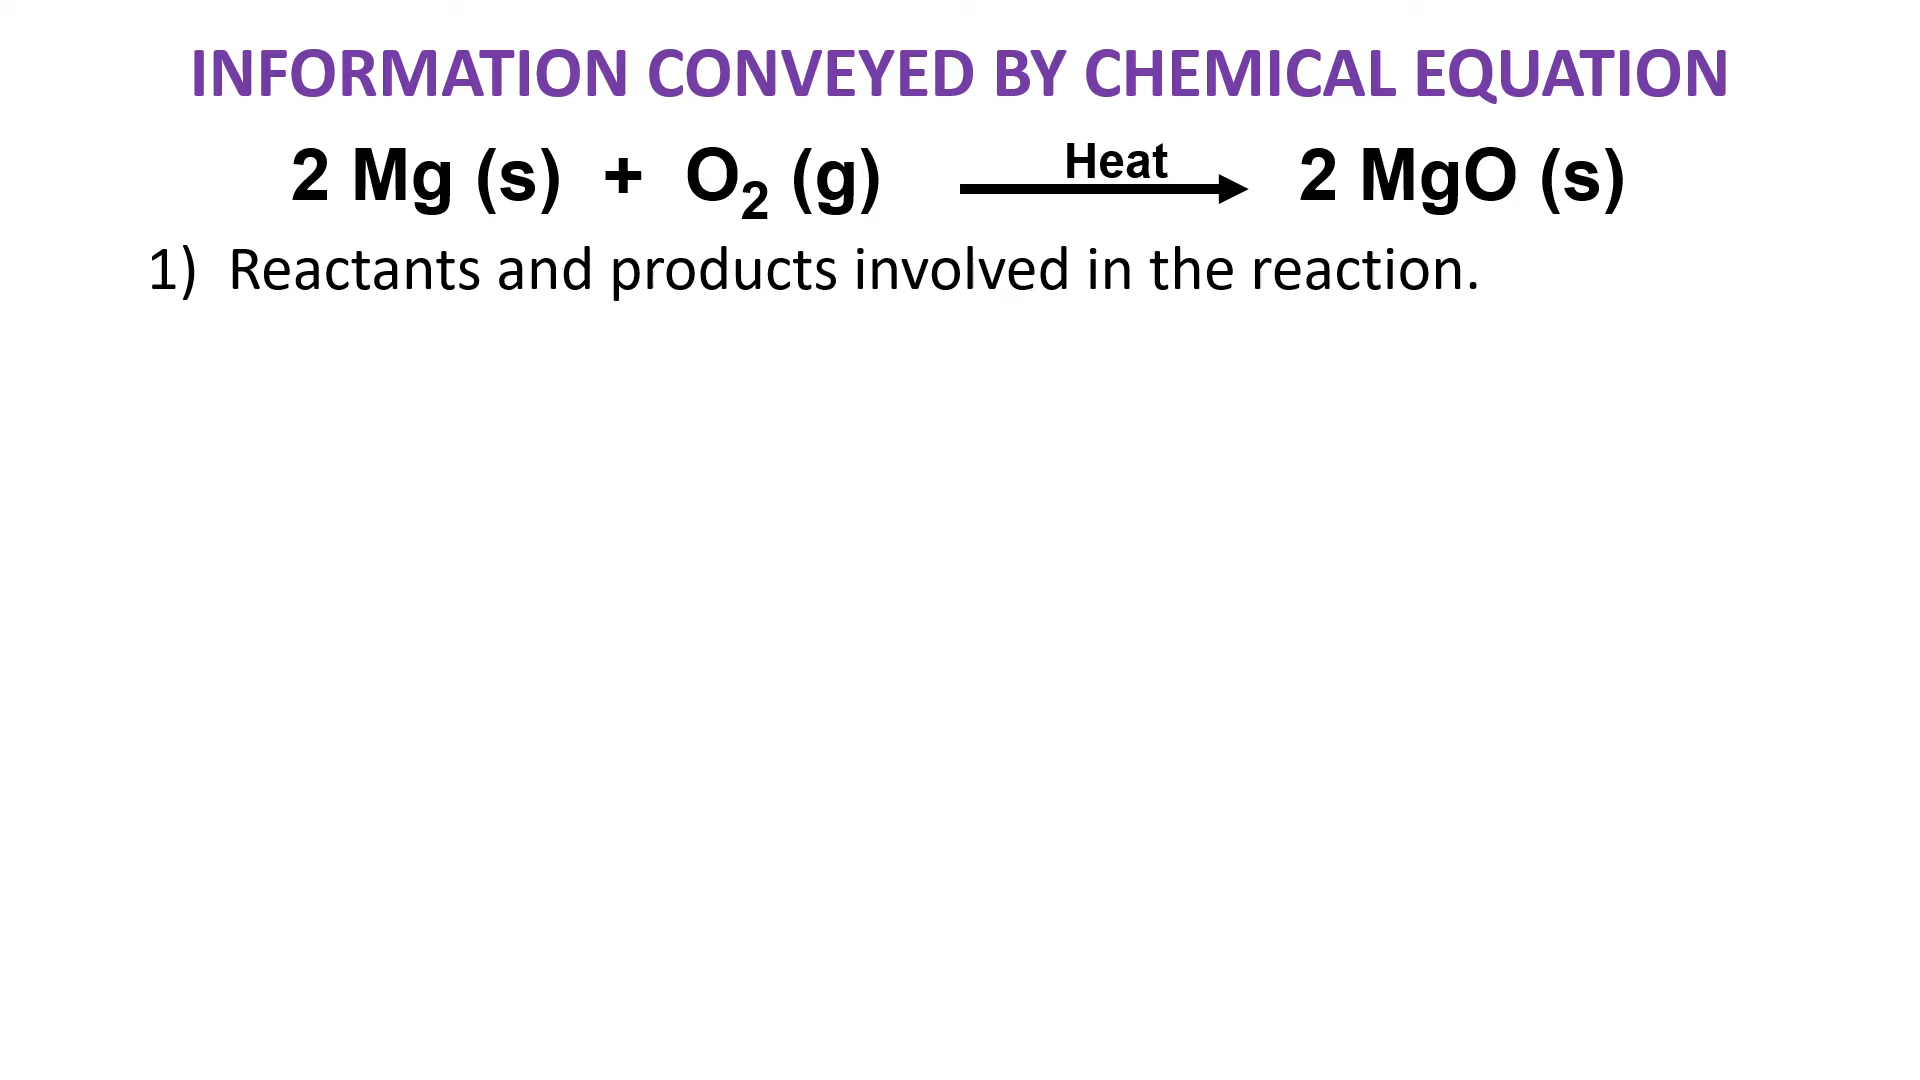 INFORMATION CONVEYED BY CHEMICAL EQUATION
2 Mg (s) + O₂ (g) Heat → 2 MgO (s)
1) Reactants and products involved in the reaction.